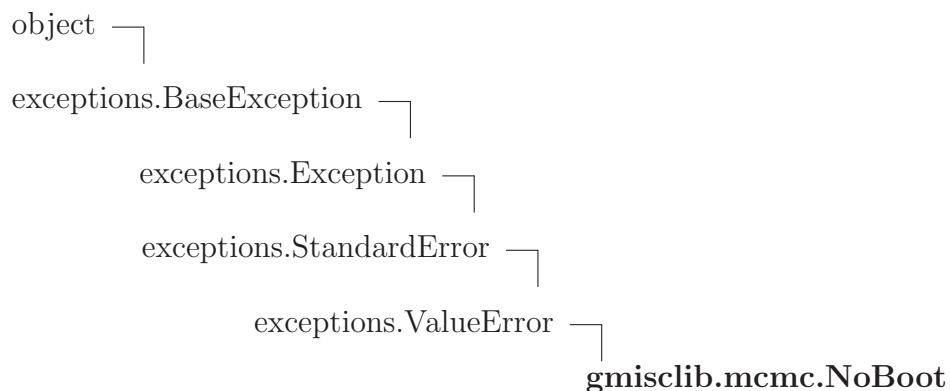 object
exceptions.BaseException
exceptions.Exception
exceptions.StandardError
exceptions.ValueError
gmisclib.mcmc.NoBoot